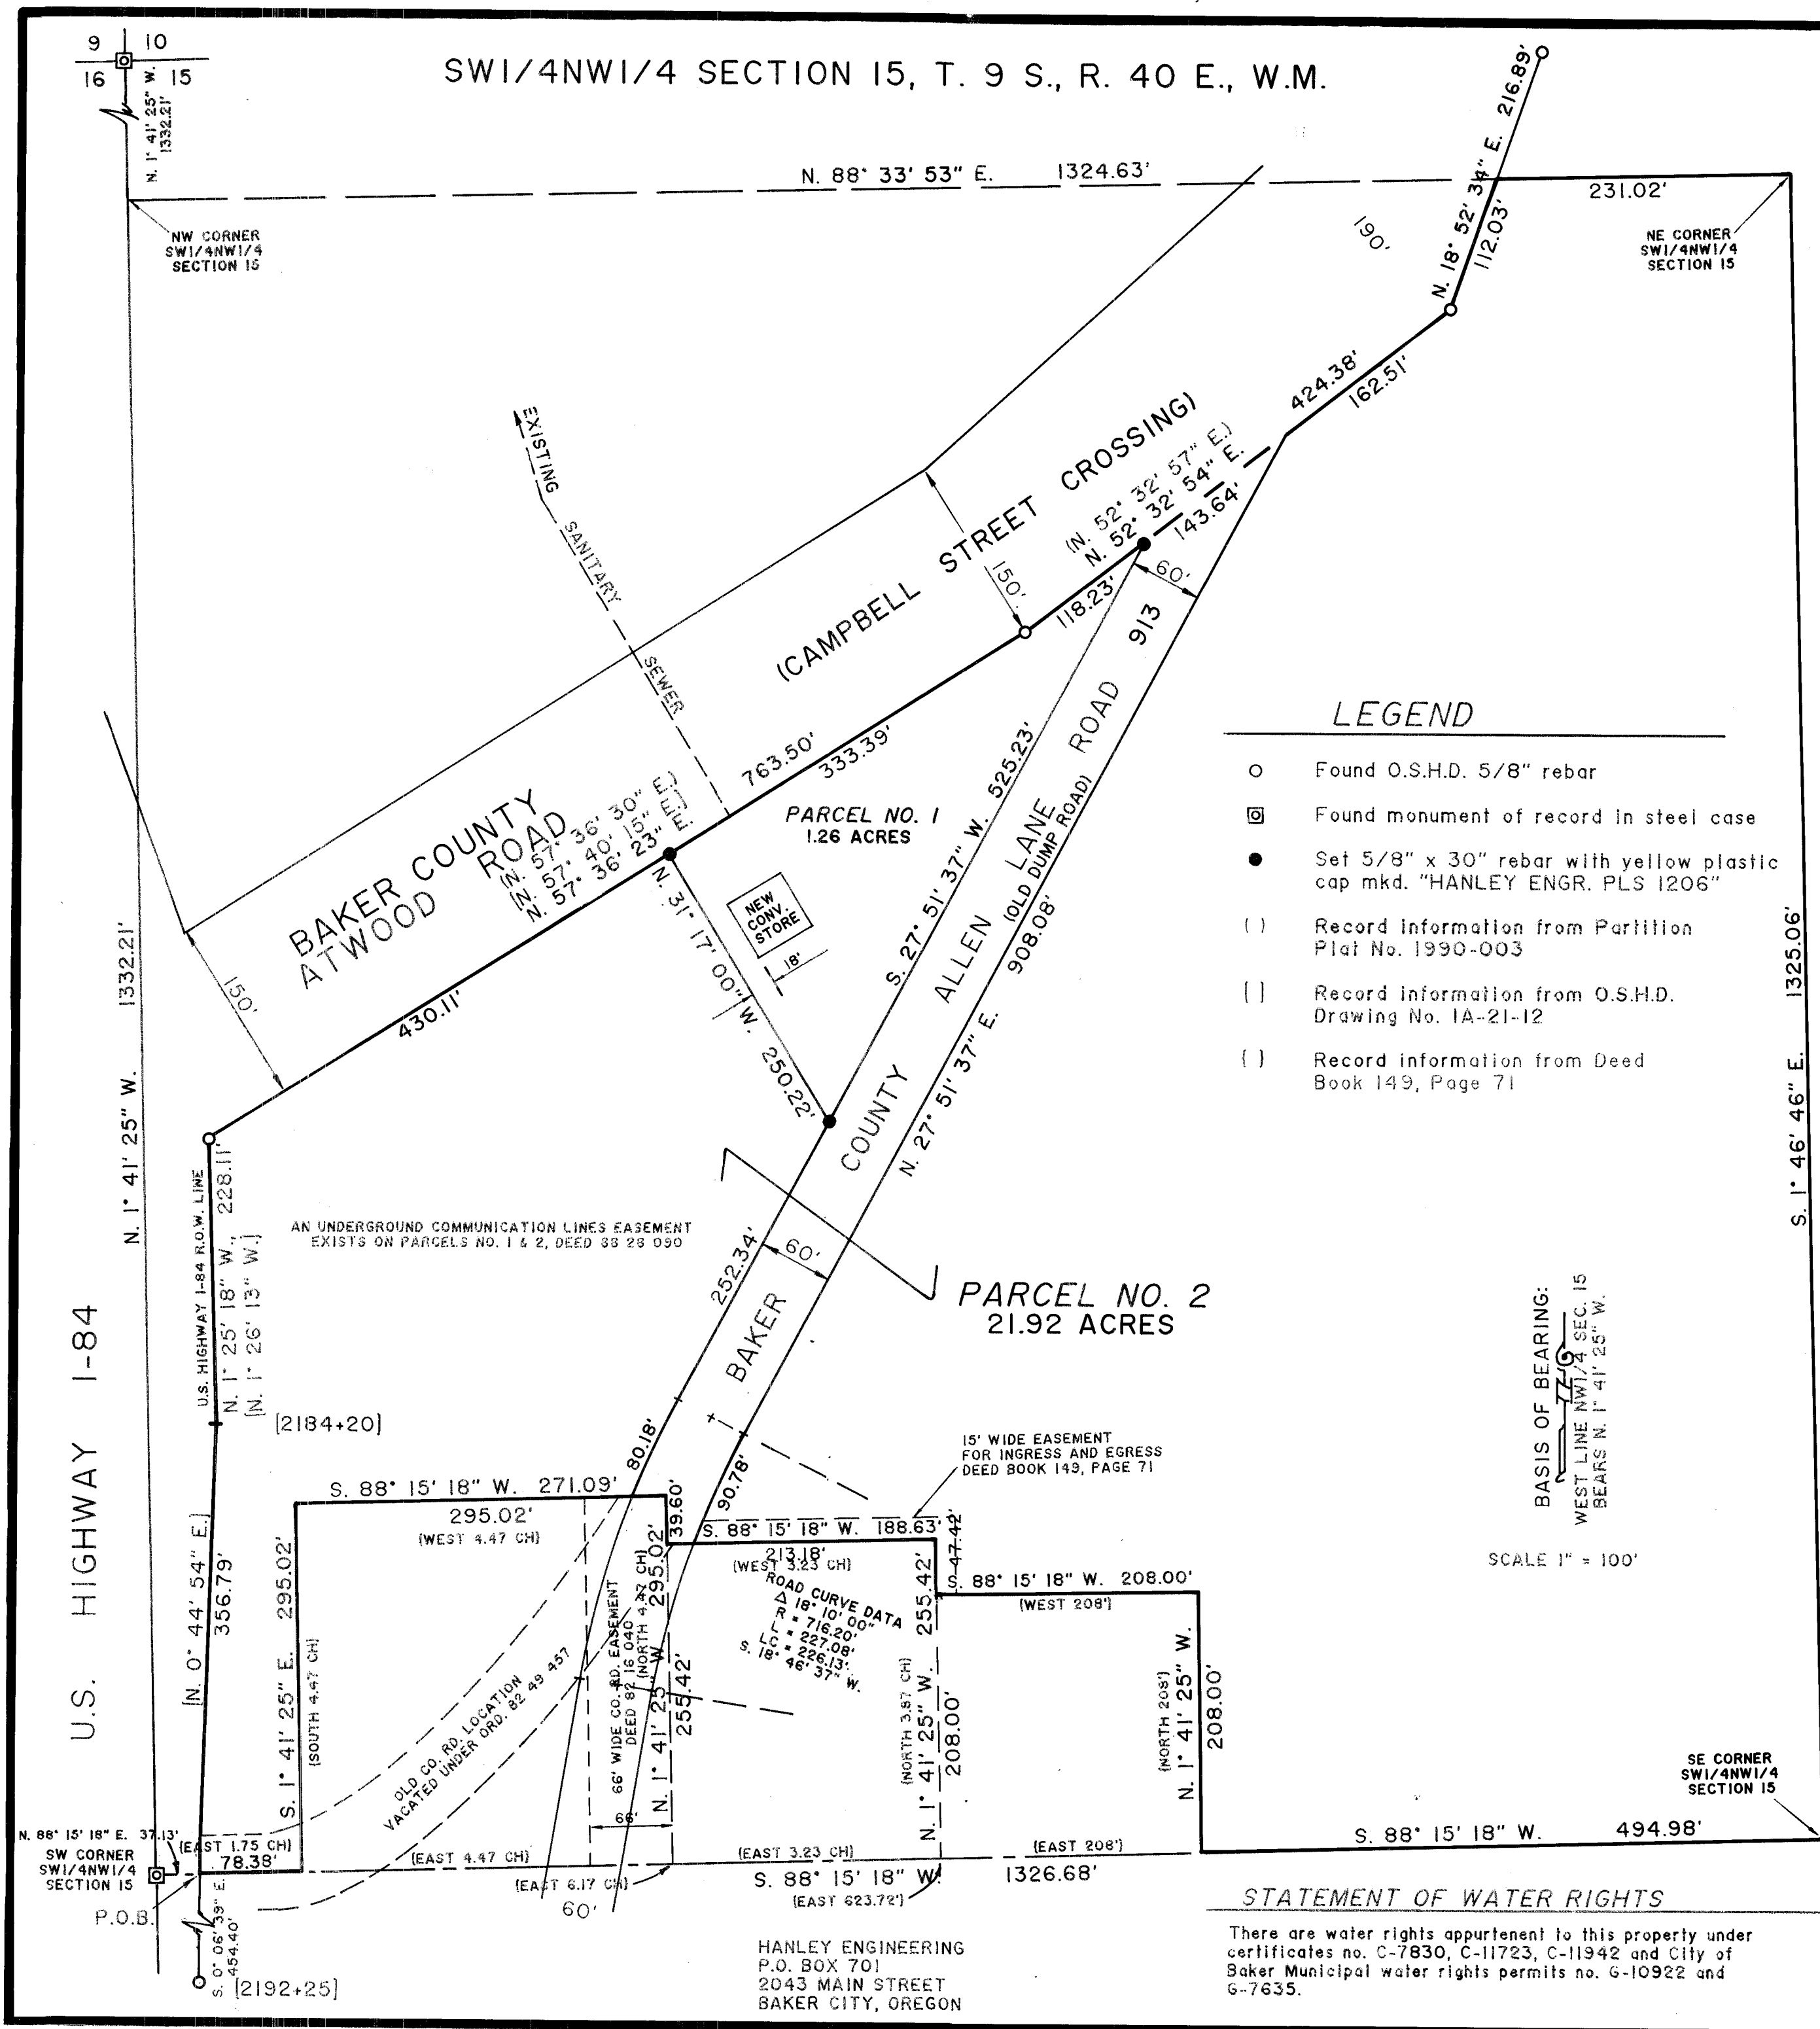 9 10
16 15
N. 1° 41' 25" W.
1332.21'
SW1/4NW1/4 SECTION 15, T. 9 S., R. 40 E., W.M.
N. 88° 33' 53" E. 1324.63'
N. 18° 52' 34" E. 216.89'
112.03'
231.02'
NW CORNER
SW1/4NW1/4
SECTION 15
NE CORNER
SW1/4NW1/4
SECTION 15
190'
424.38'
162.51'
EXISTING SANITARY SEWER
(CAMPBELL STREET CROSSING)
(N. 52° 32' 57" E.)
N. 52° 32' 54" E.
143.64'
150'
118.23'
60'
763.50'
333.39'
BAKER COUNTY
ATWOOD ROAD
(N. 57° 36' 30" E.)
[N. 57° 40' 15" E.]
N. 57° 36' 23" E.
430.11'
150'
PARCEL NO. 1
1.26 ACRES
NEW
CONV.
STORE
18'
N. 31° 17' 00" W. 250.22'
S. 27° 51' 37" W. 525.23'
BAKER COUNTY ALLEN LANE ROAD 913
(OLD DUMP ROAD)
N. 27° 51' 37" E. 908.08'
LEGEND
Found O.S.H.D. 5/8" rebar
Found monument of record in steel case
Set 5/8" x 30" rebar with yellow plastic
cap mkd. "HANLEY ENGR. PLS 1206"
( ) Record information from Partition
Plat No. 1990-003
[ ] Record information from O.S.H.D.
Drawing No. 1A-21-12
{ } Record information from Deed
Book 149, Page 71
N. 1° 41' 25" W. 1332.21'
S. 1° 46' 46" E. 1325.06'
U.S. HIGHWAY I-84
U.S. HIGHWAY I-84 R.O.W. LINE
N. 1° 25' 18" W., 228.11'
[N. 1° 26' 13" W.]
AN UNDERGROUND COMMUNICATION LINES EASEMENT
EXISTS ON PARCELS NO. 1 & 2, DEED 88 28 090
252.34'
60'
PARCEL NO. 2
21.92 ACRES
BASIS OF BEARING:
WEST LINE NW1/4 SEC. 15
BEARS N. 1° 41' 25" W.
SCALE 1" = 100'
[2184+20]
80.18'
90.78'
15' WIDE EASEMENT
FOR INGRESS AND EGRESS
DEED BOOK 149, PAGE 71
S. 88° 15' 18" W. 271.09'
295.02'
{WEST 4.47 CH}
39.60'
S. 88° 15' 18" W. 188.63'
213.18'
{WEST 3.23 CH}
47.42'
S. 88° 15' 18" W. 208.00'
{WEST 208'}
[N. 0° 44' 54" E.]
356.79'
S. 1° 41' 25" E. 295.02'
{SOUTH 4.47 CH}
OLD CO. RD. LOCATION
VACATED UNDER ORD. 82 49 457
66' WIDE CO. RD. EASEMENT
DEED 82 16 040
{NORTH 4.47 CH}
N. 1° 41' 25" W. 295.02'
255.42'
66'
ROAD CURVE DATA
Δ 18° 10' 00"
R = 716.20'
L = 227.08'
LC = 226.13'
S. 18° 46' 37" W.
{NORTH 3.87 CH}
N. 1° 41' 25" W. 255.42'
208.00'
{NORTH 208'}
N. 1° 41' 25" W.
208.00'
SE CORNER
SW1/4NW1/4
SECTION 15
N. 88° 15' 18" E. 37.13'
SW CORNER
SW1/4NW1/4
SECTION 15
P.O.B.
{EAST 1.75 CH}
78.38'
{EAST 4.47 CH}
{EAST 3.23 CH}
{EAST 208'}
S. 88° 15' 18" W. 494.98'
{EAST 6.17 CH}
S. 88° 15' 18" W. 1326.68'
{EAST 623.72'}
60'
S. 0° 06' 39" E.
454.40'
[2192+25]
HANLEY ENGINEERING
P.O. BOX 701
2043 MAIN STREET
BAKER CITY, OREGON
STATEMENT OF WATER RIGHTS
There are water rights appurtenent to this property under
certificates no. C-7830, C-11723, C-11942 and City of
Baker Municipal water rights permits no. G-10922 and
G-7635.